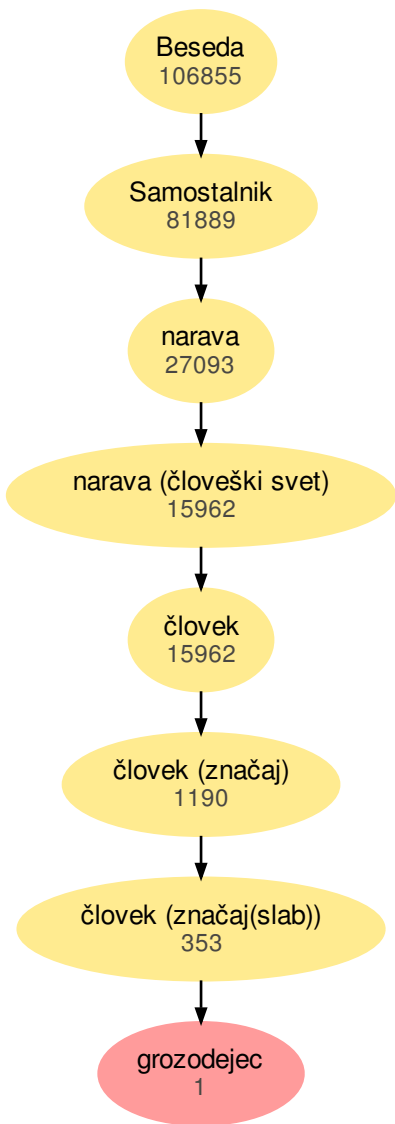 Beseda
106855
Samostalnik
81889
narava
27093
narava (človeški svet)
15962
človek
15962
človek (značaj)
1190
človek (značaj(slab))
353
grozodejec
1